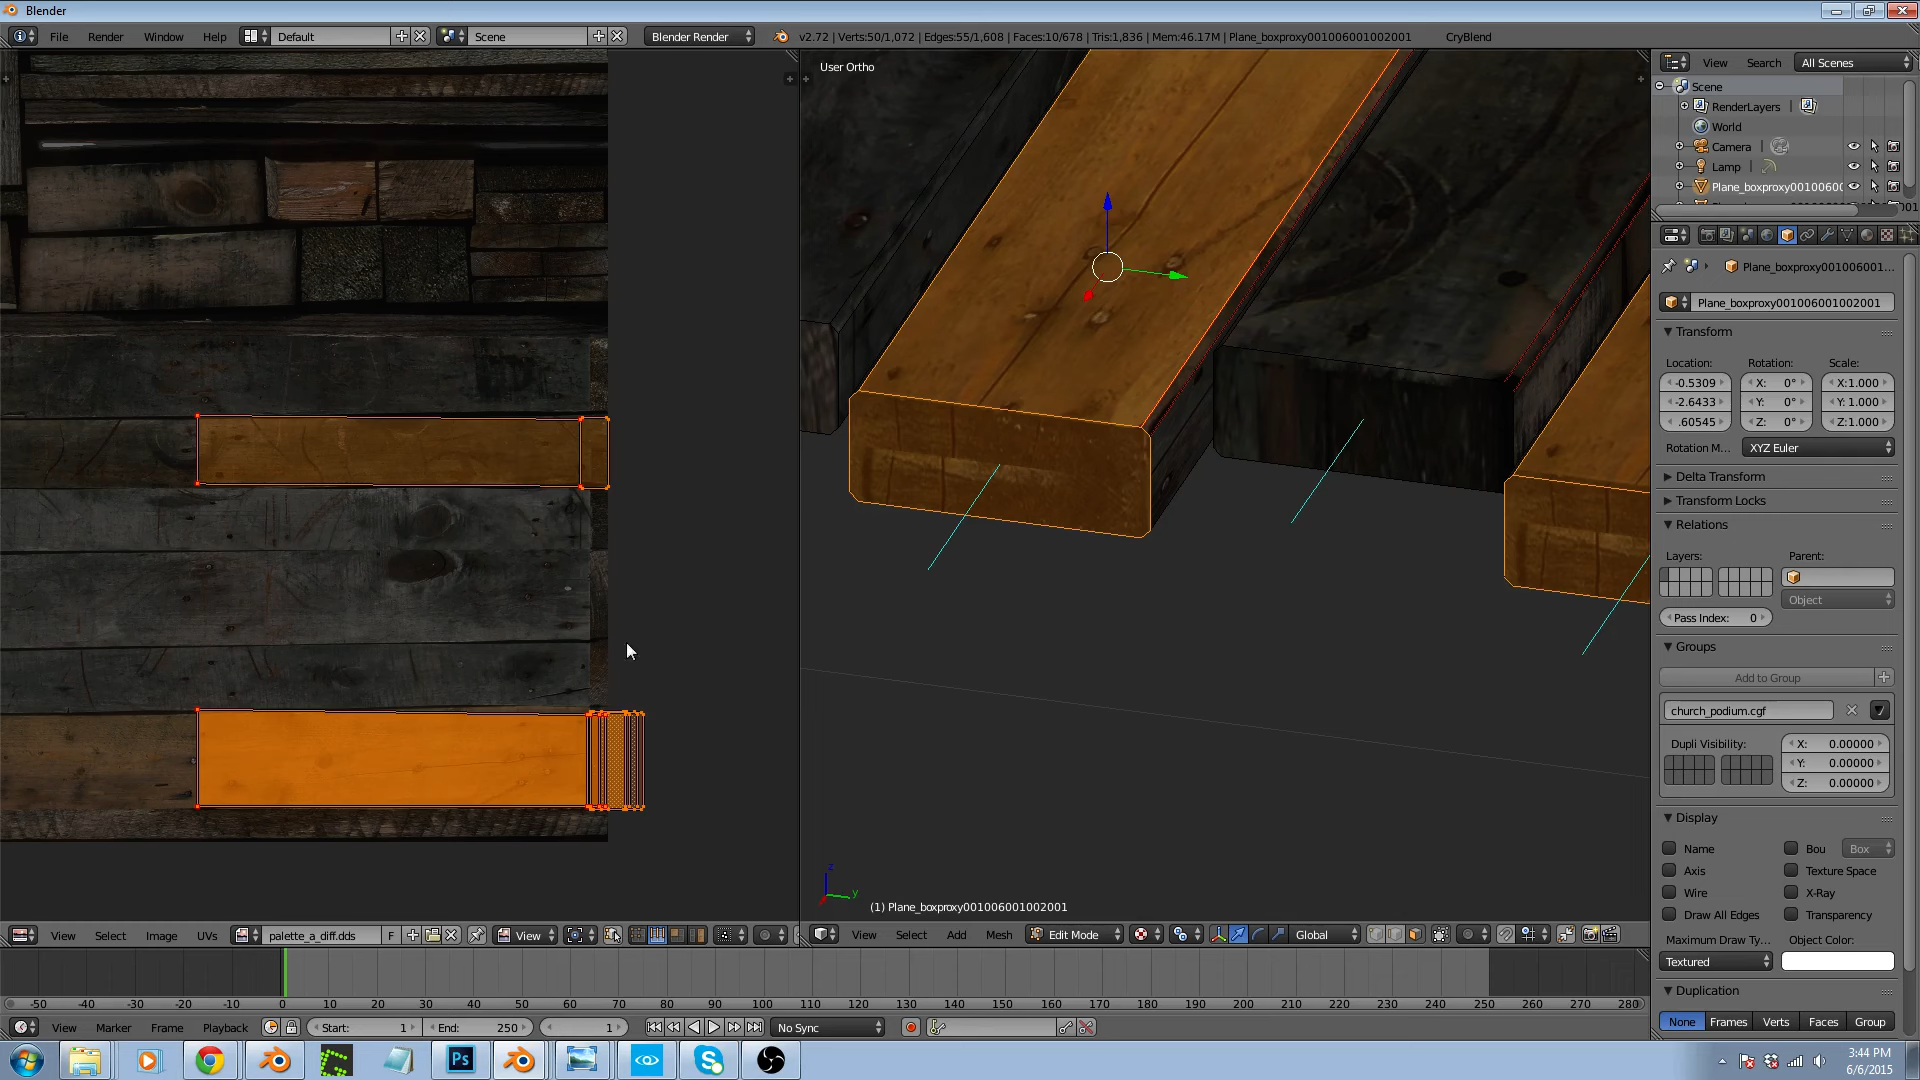 Blender
File Render Window Help Default Scene Blender Render v2.72 | Verts:50/1,072 | Edges:55/1,608 | Faces:10/678 | Tris:1,836 | Mem:46.17M | Plane_boxproxy001006001002001 CryBlend
User Ortho
View Search All Scenes
Scene
RenderLayers |
World
Camera |
Lamp |
Plane_boxproxy0010060
Plane_boxproxy001006001...
Plane_boxproxy001006001002001
Transform
Location: Rotation: Scale:
-0.5309 X: 0° X:1.000
-2.6433 Y: 0° Y: 1.000
.60545 Z: 0° Z:1.000
Rotation M... XYZ Euler
Delta Transform
Transform Locks
Relations
Layers: Parent:
Object
Pass Index: 0
Groups
Add to Group
church_podium.cgf
Dupli Visibility: X: 0.00000
Y: 0.00000
Z: 0.00000
Display
Name Bou Box
Axis Texture Space
Wire X-Ray
Draw All Edges Transparency
Maximum Draw Ty... Object Color:
Textured
Duplication
None Frames Verts Faces Group
z
y
(1) Plane_boxproxy001006001002001
View Select Image UVs palette_a_diff.dds F View
View Select Add Mesh Edit Mode Global
-50 -40 -30 -20 -10 0 10 20 30 40 50 60 70 80 90 100 110 120 130 140 150 160 170 180 190 200 210 220 230 240 250 260 270 280
View Marker Frame Playback Start: 1 End: 250 1 No Sync
Ps
3:44 PM
6/6/2015